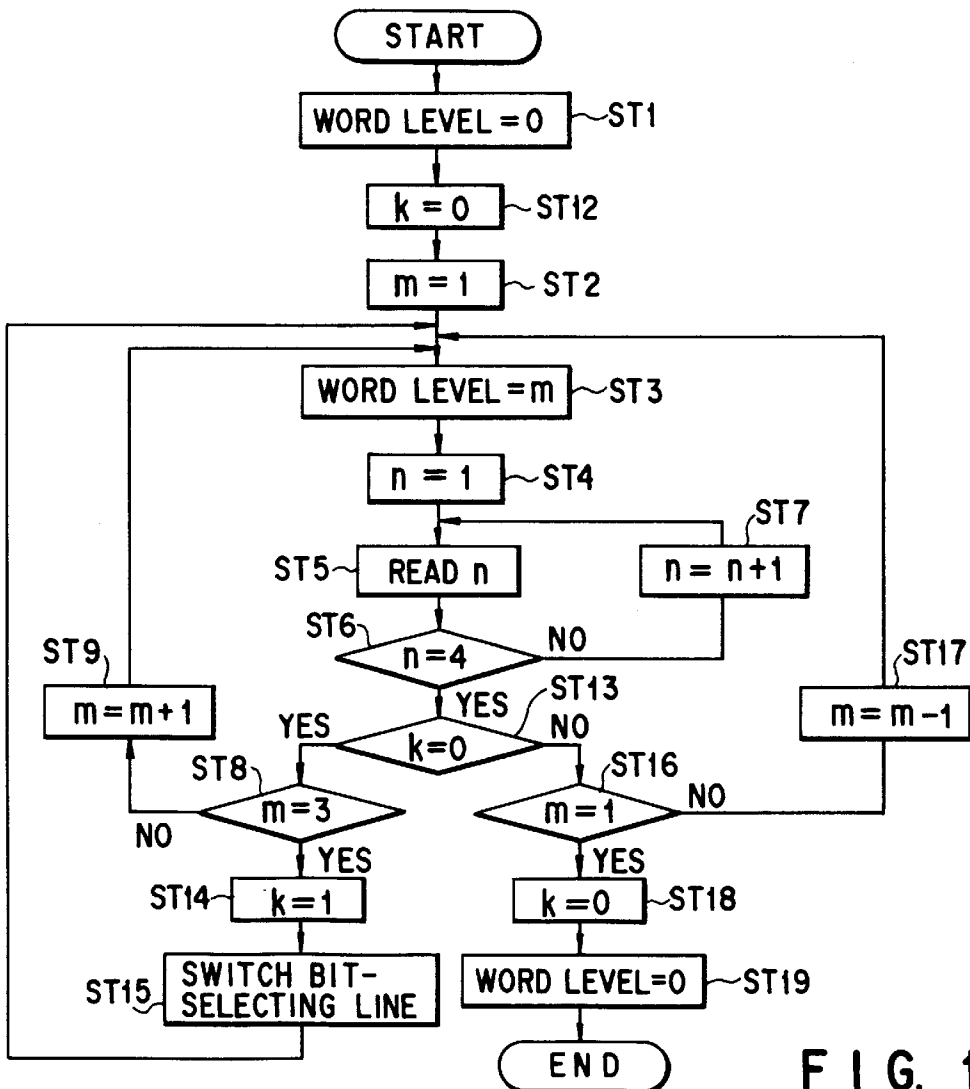 START
WORD LEVEL=0
ST1
k=0
ST12
m=1
ST2
WORD LEVEL=m
ST3
n=1
ST4
ST7
n=n+1
ST5
READ n
ST6
n=4
NO
YES
ST9
m=m+1
ST17
m=m-1
ST13
k=0
YES
NO
ST8
m=3
NO
YES
ST16
m=1
NO
YES
ST14
k=1
k=0
ST18
ST15
SWITCH BIT-
SELECTING LINE
WORD LEVEL=0
ST19
END
FIG. 1